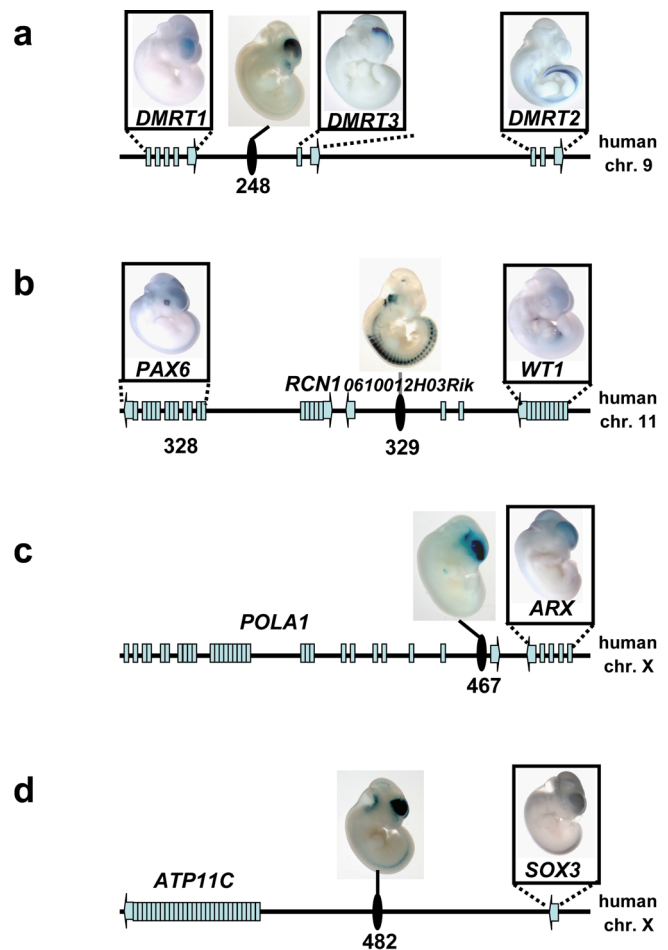 a
DMRT1
DMRT3
DMRT2
human
chr. 9
248
b
PAX6
RCN1 0610012H03Rik
WT1
human
chr. 11
328
329
c
POLA1
ARX
human
chr. X
467
d
ATP11C
SOX3
human
chr. X
482